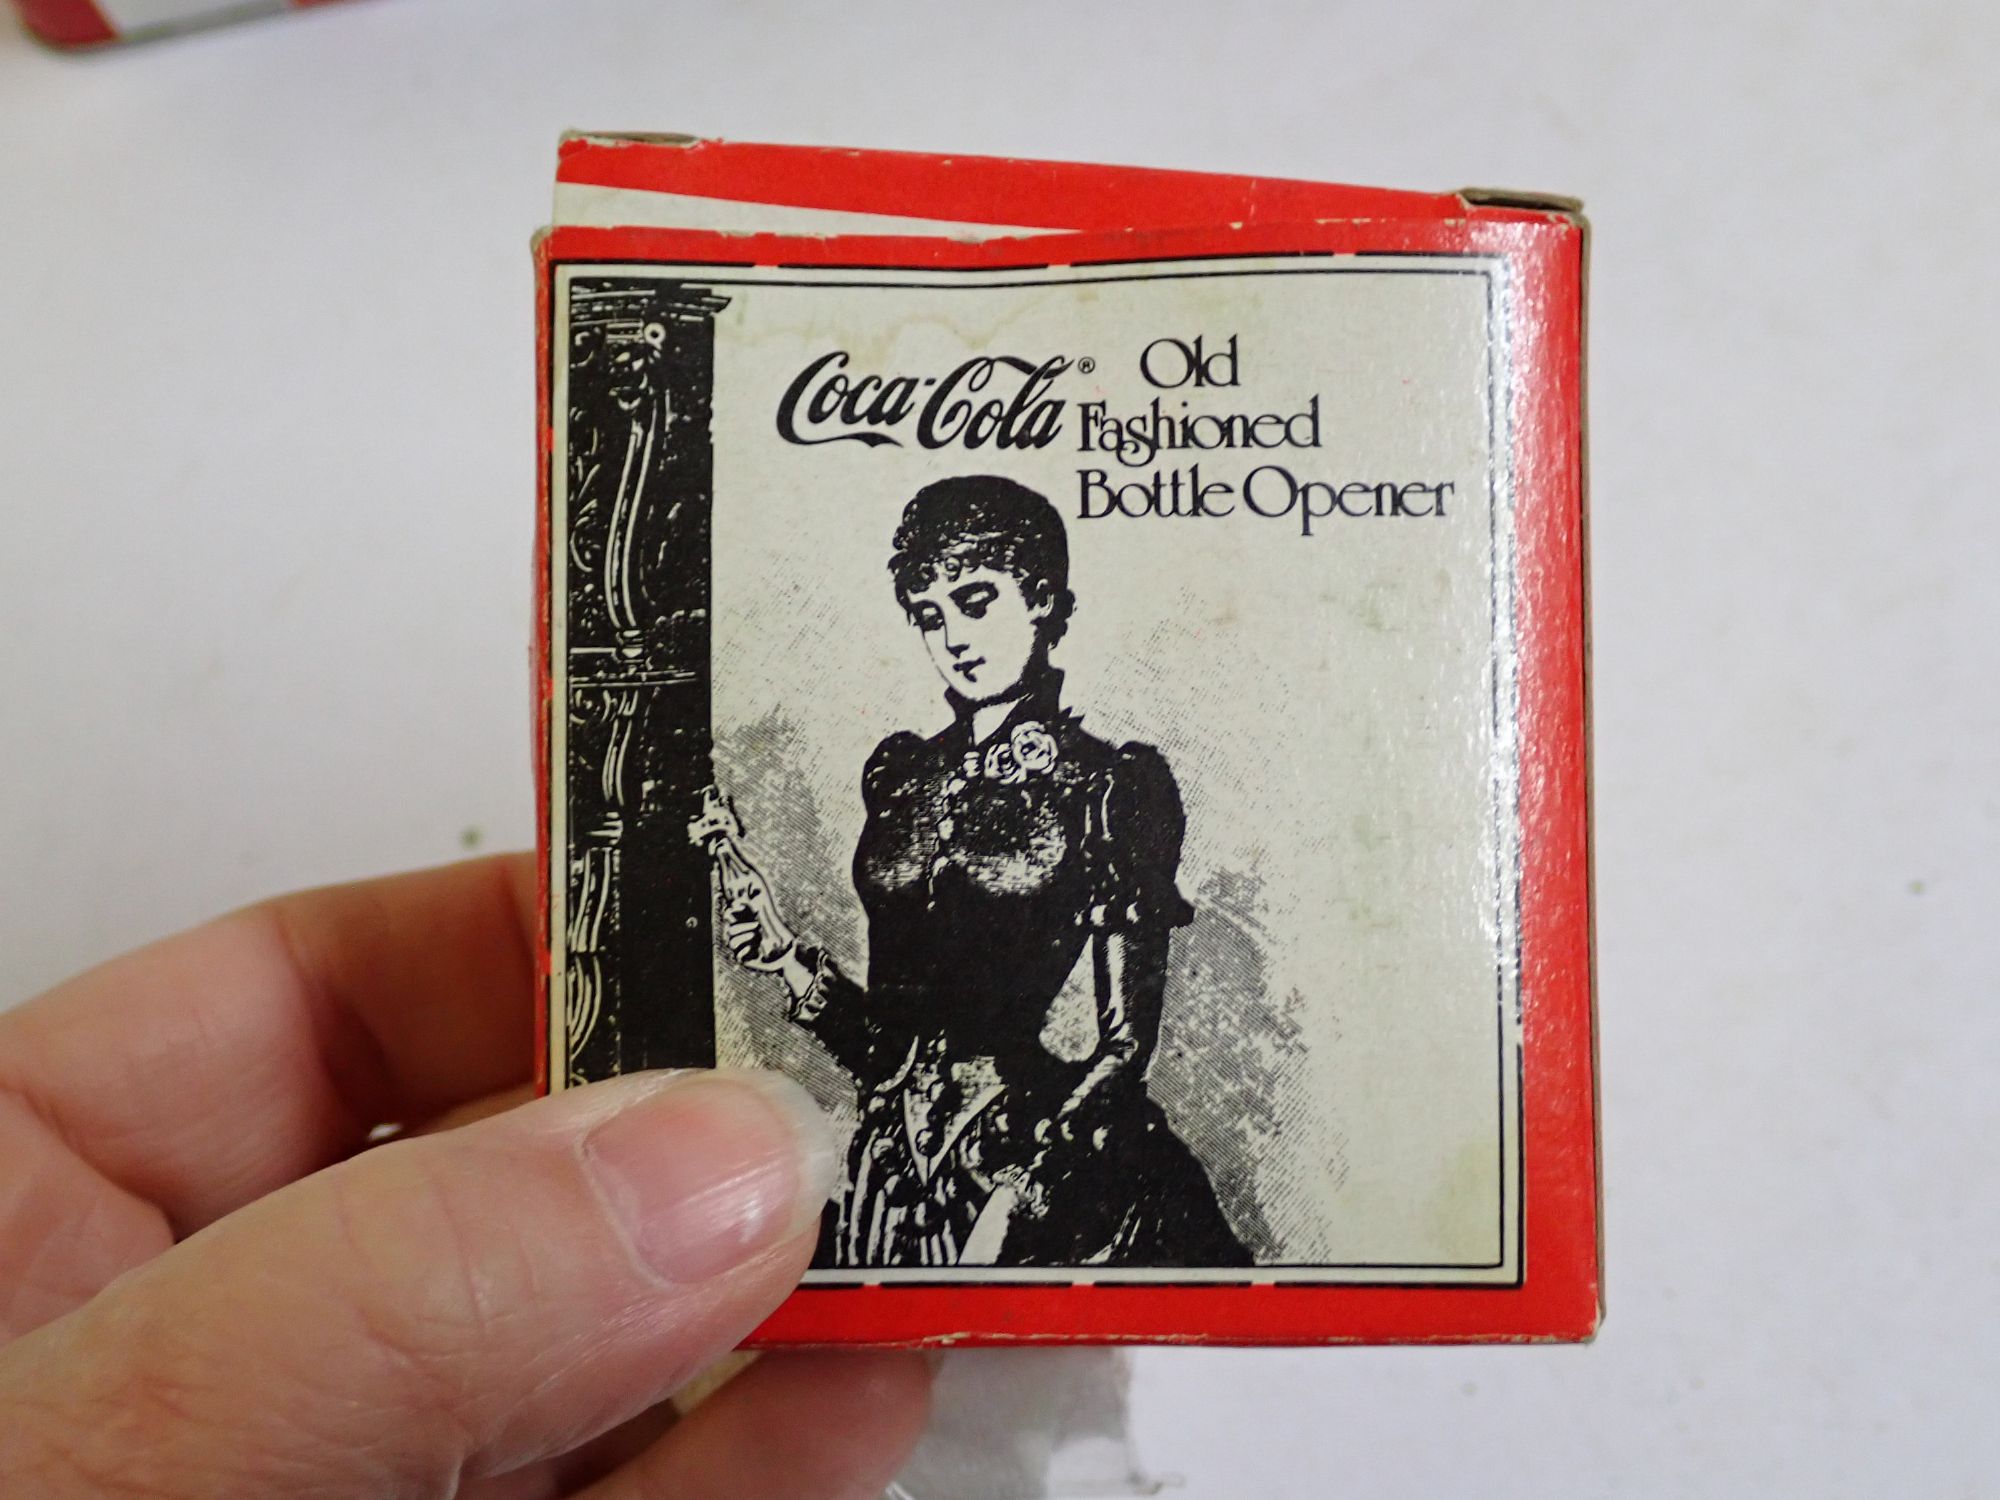 Coca-Cola® Old
Fashioned
Bottle Opener